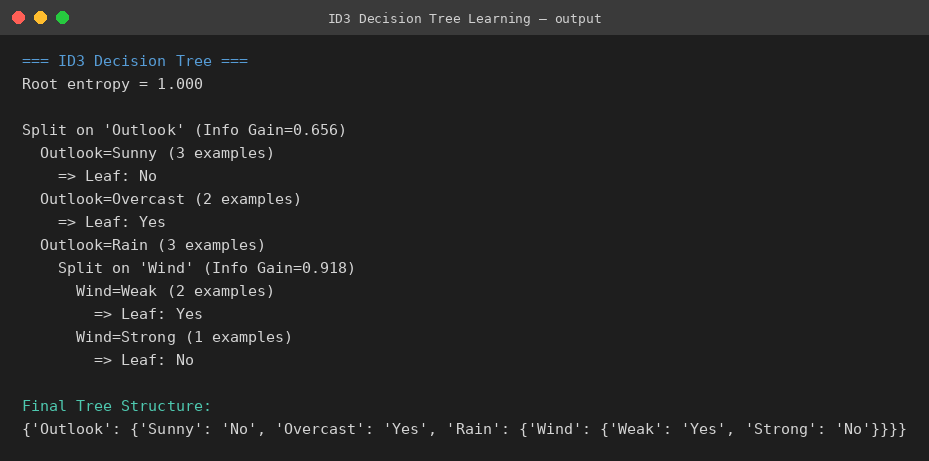 ID3 Decision Tree Learning — output
=== ID3 Decision Tree ===
Root entropy = 1.000
Split on 'Outlook' (Info Gain=0.656)
Outlook=Sunny (3 examples)
=> Leaf: No
Outlook=Overcast (2 examples)
=> Leaf: Yes
Outlook=Rain (3 examples)
Split on 'Wind' (Info Gain=0.918)
Wind=Weak (2 examples)
=> Leaf: Yes
Wind=Strong (1 examples)
=> Leaf: No
Final Tree Structure:
{'Outlook': {'Sunny': 'No', 'Overcast': 'Yes', 'Rain': {'Wind': {'Weak': 'Yes', 'Strong': 'No'}}}}